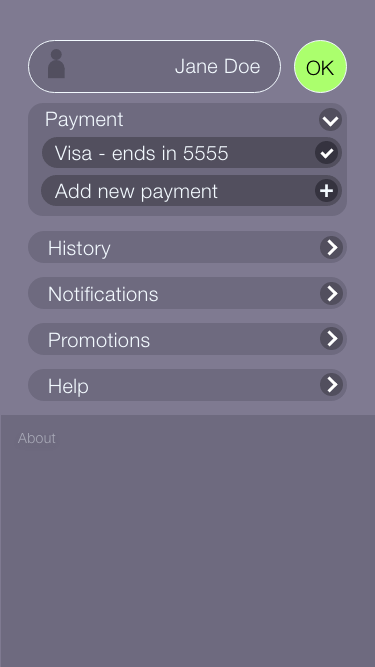 Jane Doe
OK
Payment
Visa - ends in 5555
Add new payment
History
Notifications
Promotions
Help
About